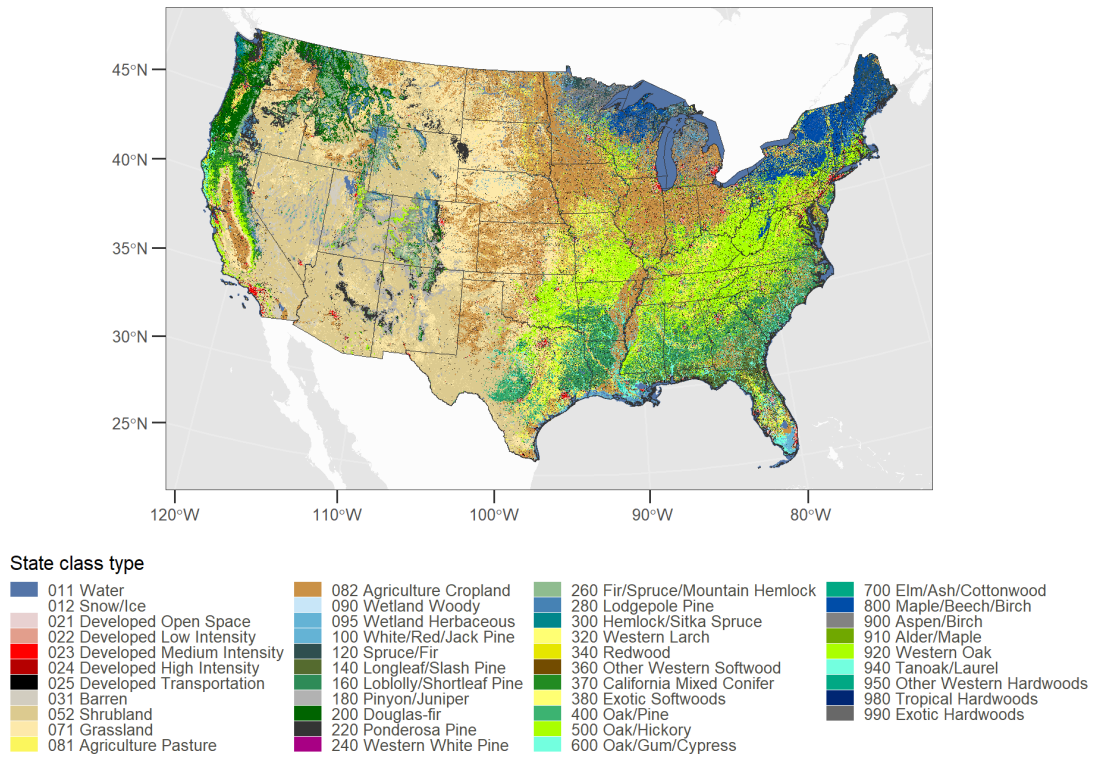 45°N
40°N
35°N
30°N
25°N
120°W 110°W 100°W 90°W 80°W
State class type
011 Water
012 Snow/Ice
021 Developed Open Space
022 Developed Low Intensity
023 Developed Medium Intensity
024 Developed High Intensity
025 Developed Transportation
031 Barren
052 Shrubland
071 Grassland
081 Agriculture Pasture
082 Agriculture Cropland
090 Wetland Woody
095 Wetland Herbaceous
100 White/Red/Jack Pine
120 Spruce/Fir
140 Longleaf/Slash Pine
160 Loblolly/Shortleaf Pine
180 Pinyon/Juniper
200 Douglas-fir
220 Ponderosa Pine
240 Western White Pine
260 Fir/Spruce/Mountain Hemlock
280 Lodgepole Pine
300 Hemlock/Sitka Spruce
320 Western Larch
340 Redwood
360 Other Western Softwood
370 California Mixed Conifer
380 Exotic Softwoods
400 Oak/Pine
500 Oak/Hickory
600 Oak/Gum/Cypress
700 Elm/Ash/Cottonwood
800 Maple/Beech/Birch
900 Aspen/Birch
910 Alder/Maple
920 Western Oak
940 Tanoak/Laurel
950 Other Western Hardwoods
980 Tropical Hardwoods
990 Exotic Hardwoods